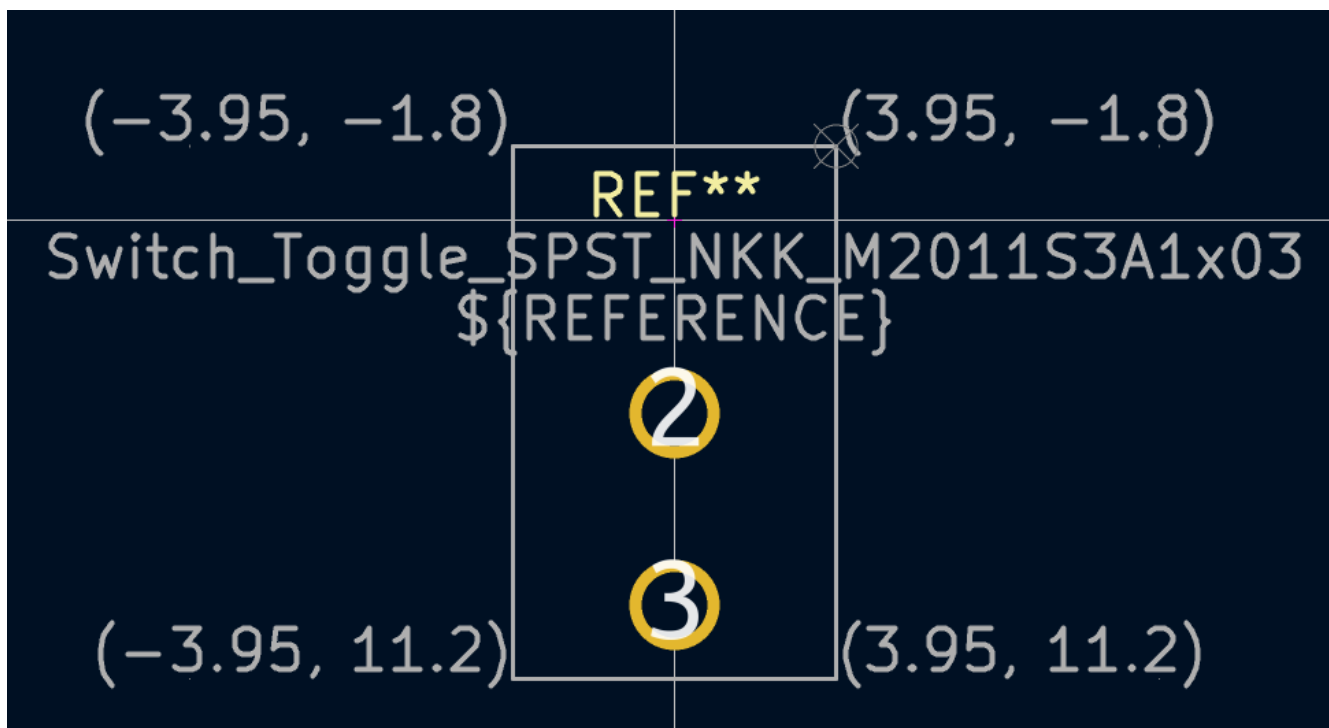 (-3.95, -1.8) (3.95, -1.8)
REF**
Switch_Toggle_SPST_NKK_M2011S3A1x03
${REFERENCE}
2
3
(-3.95, 11.2) (3.95, 11.2)